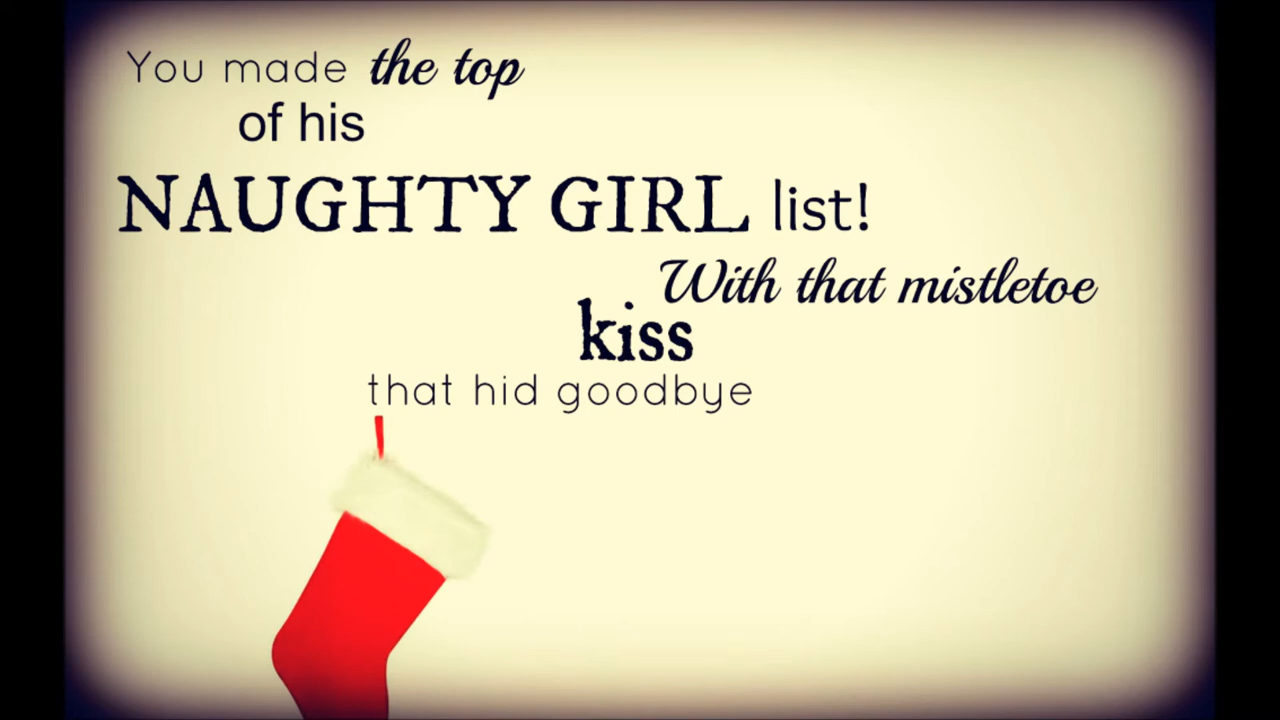 You made the top
of his
NAUGHTY GIRL list!
With that mistletoe
kiss
that hid goodbye